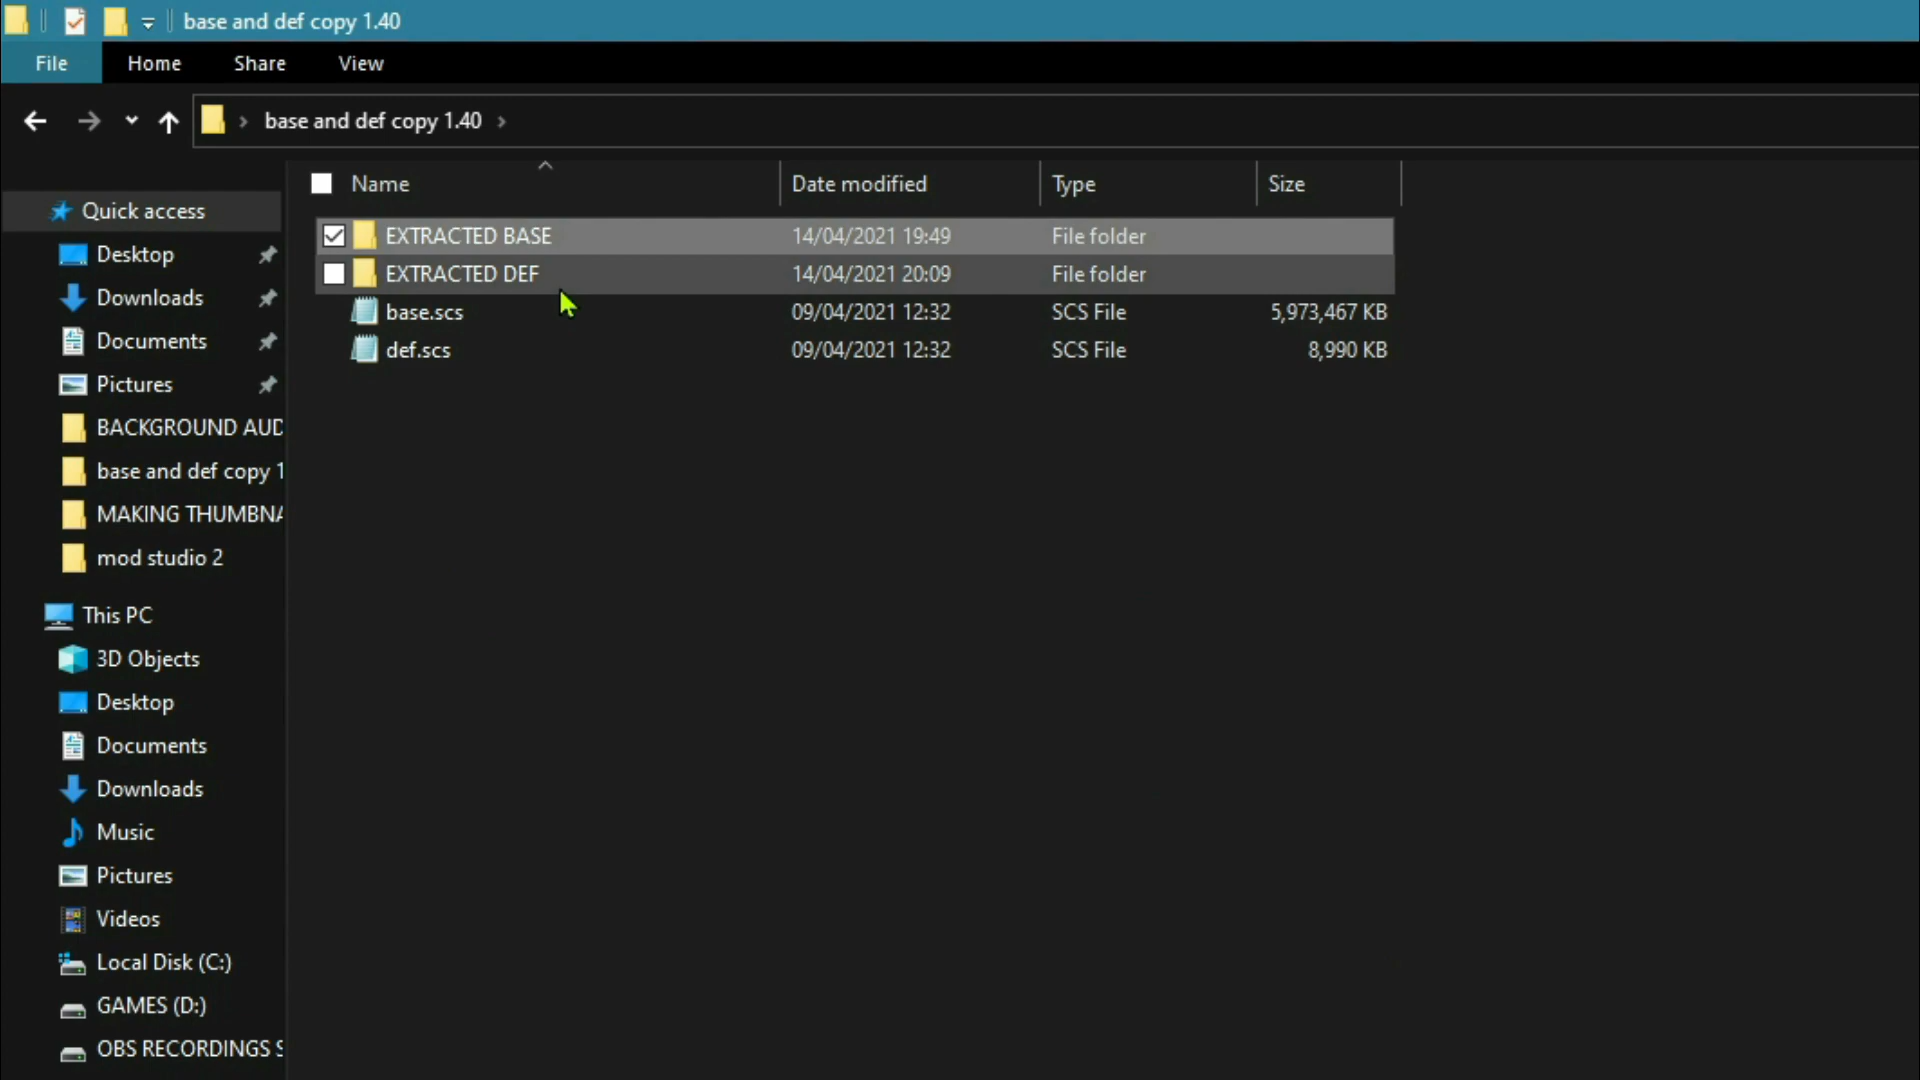 base and def copy 1.40
File Home Share View
base and def copy 1.40
Name Date modified Type Size
Quick access
Desktop
Downloads
Documents
Pictures
BACKGROUND AUD
base and def copy 1
MAKING THUMBNA
mod studio 2
This PC
3D Objects
Desktop
Documents
Downloads
Music
Pictures
Videos
Local Disk (C:)
GAMES (D:)
OBS RECORDINGS S
EXTRACTED BASE 14/04/2021 19:49 File folder
EXTRACTED DEF 14/04/2021 20:09 File folder
base.scs 09/04/2021 12:32 SCS File 5,973,467 KB
def.scs 09/04/2021 12:32 SCS File 8,990 KB